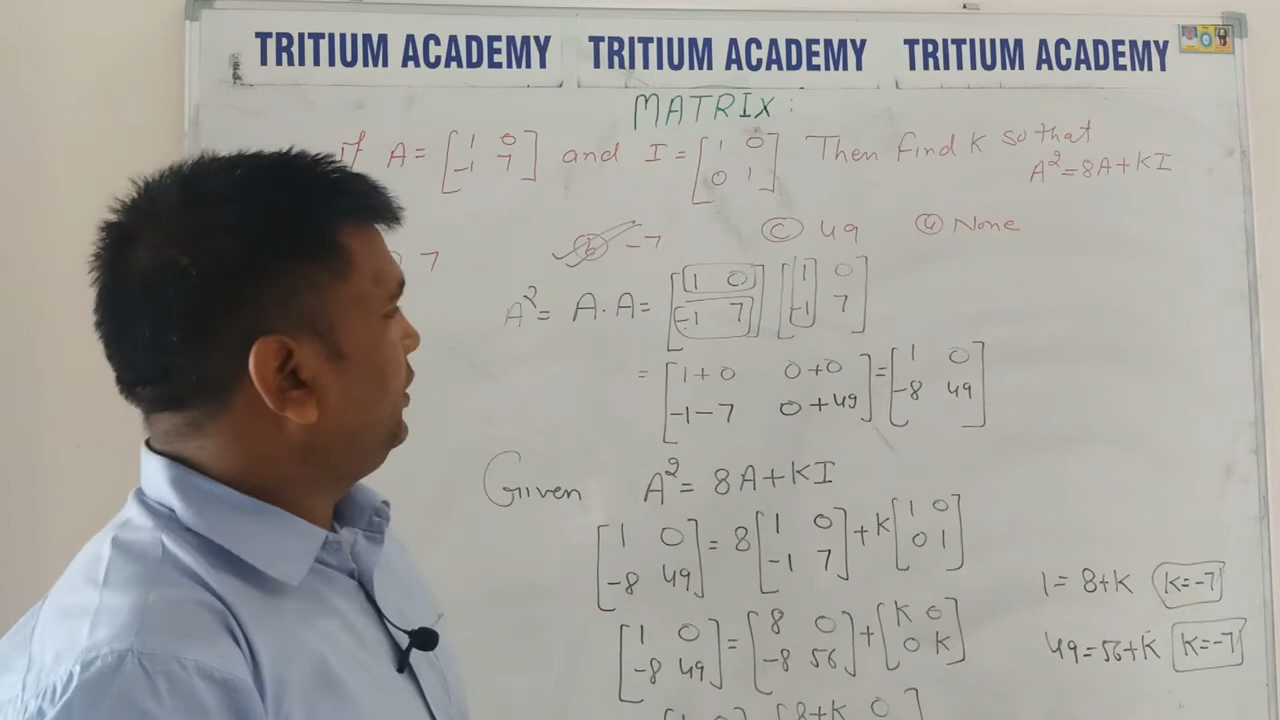 TRITIUM ACADEMY TRITIUM ACADEMY TRITIUM ACADEMY
MATRIX :
If A = [1 0 -1 7] and I = [1 0 0 1] Then find K so that
A² = 8A + KI
7 (b) -7 (C) 49 (4) None
A² = A . A = [1 0 -1 7] [1 0 -1 7]
= [1+0 0+0 -1-7 0+49] = [1 0 -8 49]
Given A² = 8A + KI
[1 0 -8 49] = 8 [1 0 -1 7] + K [1 0 0 1]
1 = 8+K K=-7
[1 0 -8 49] = [8 0 -8 56] + [K 0 0 K]
49 = 56+K K=-7
8+K 0